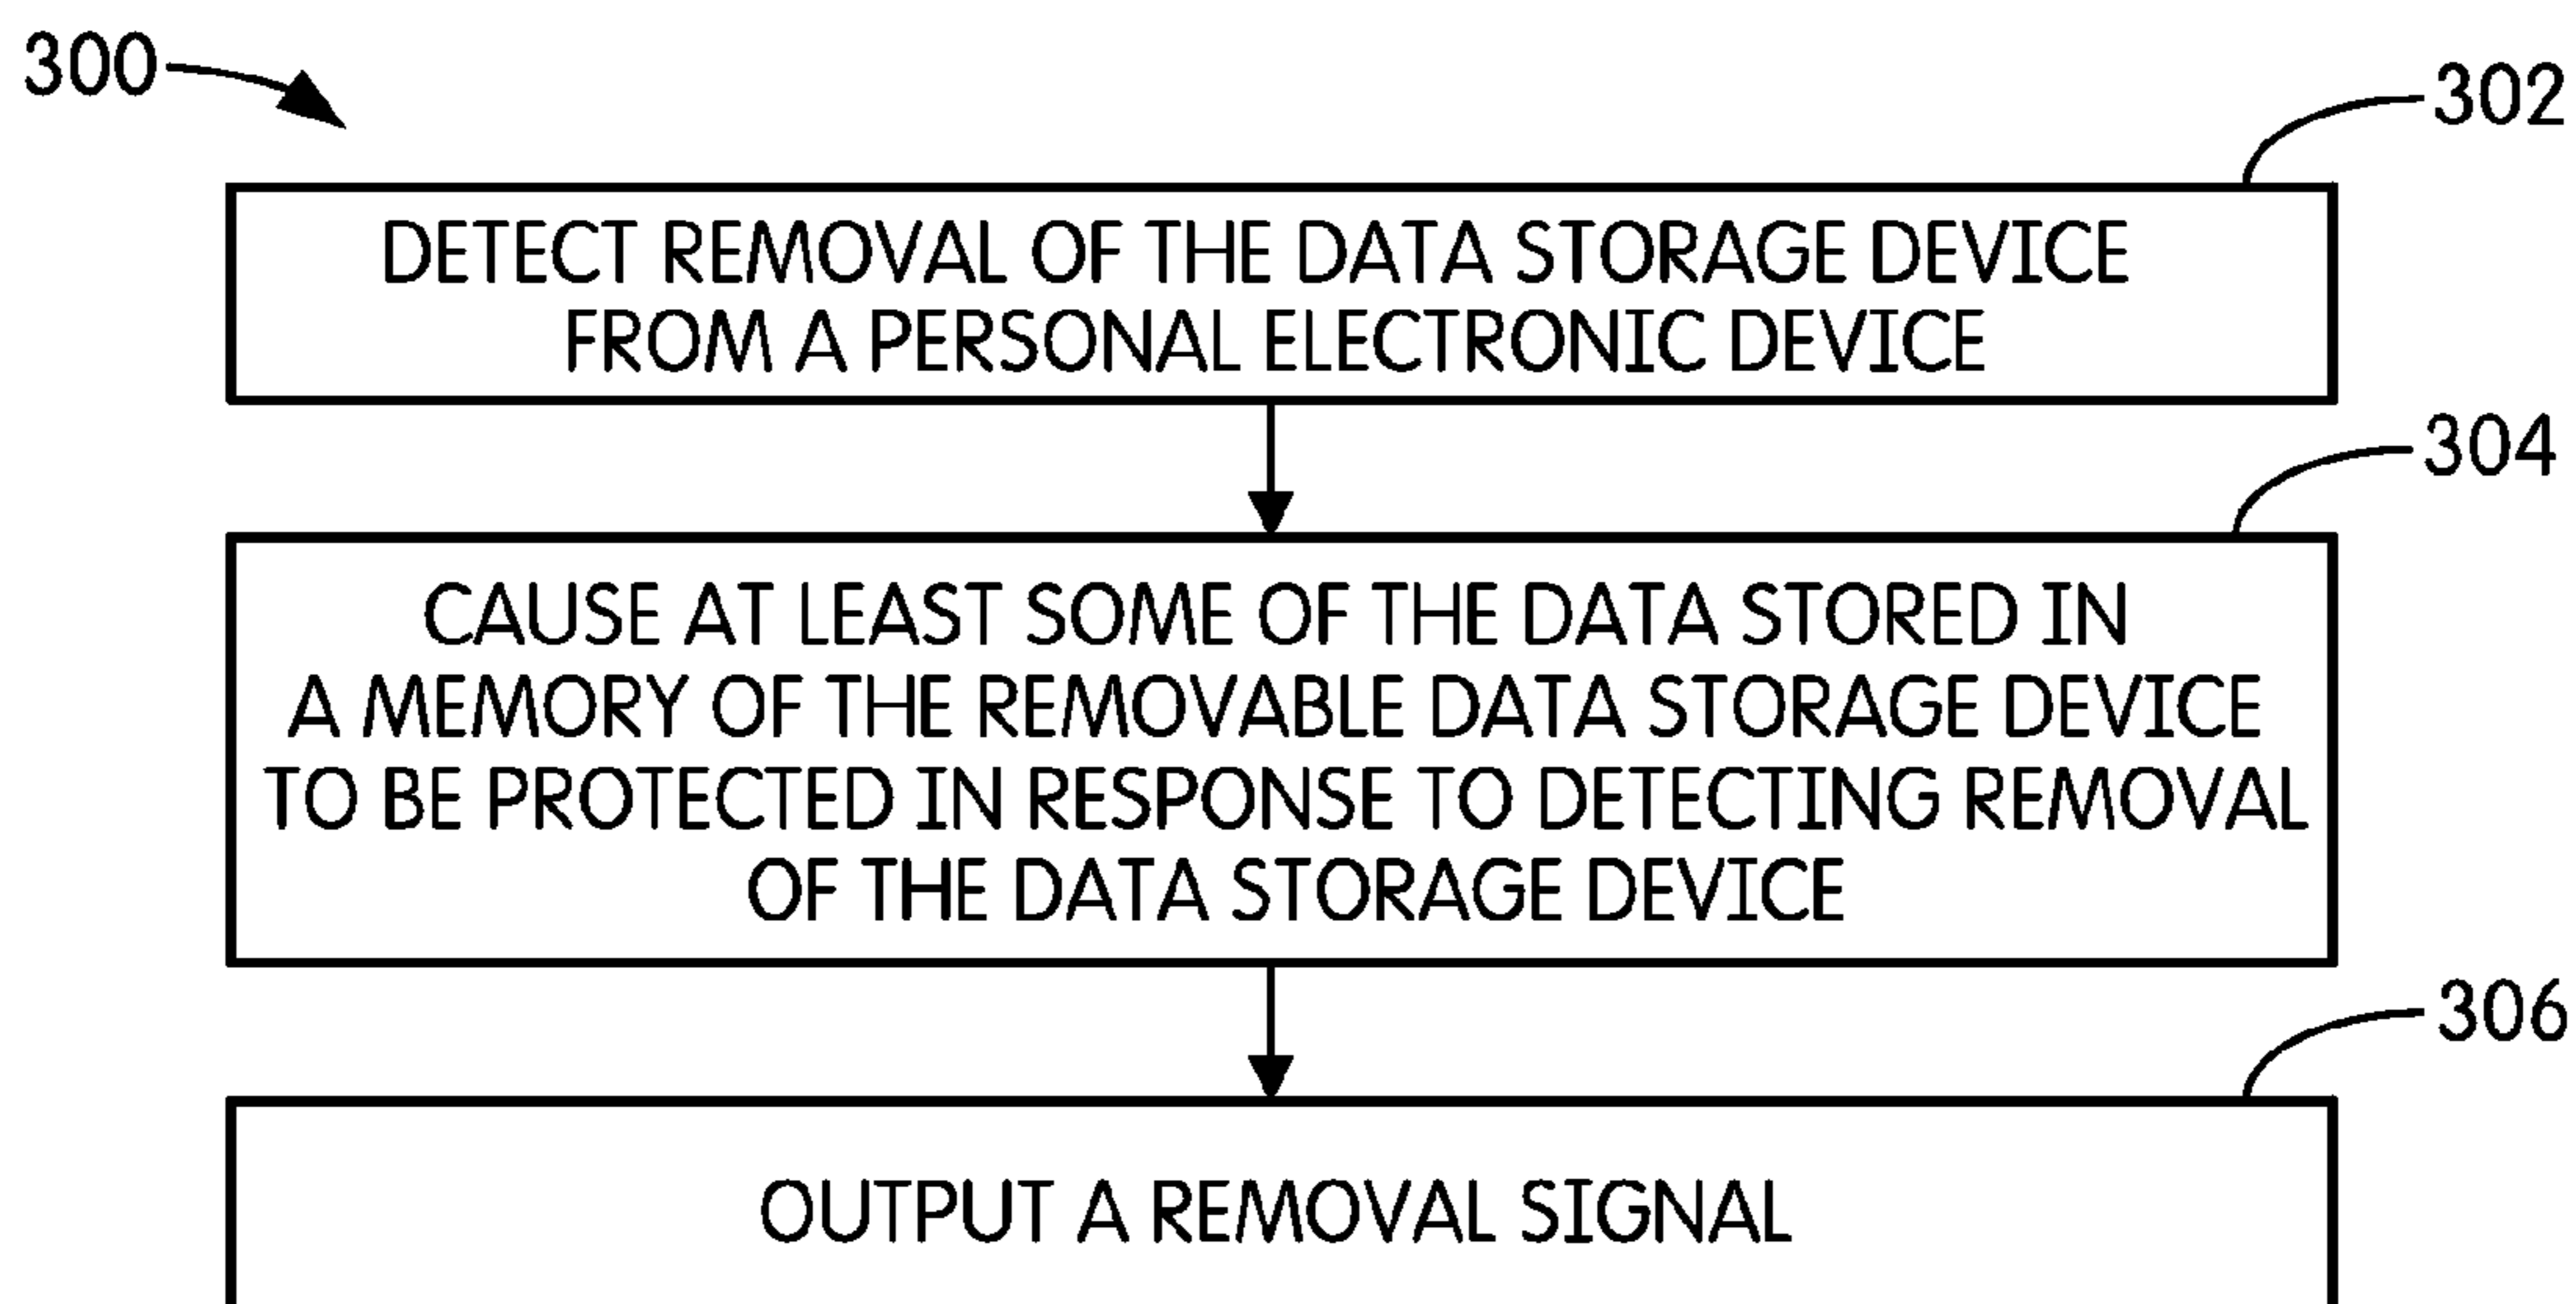 300
302
DETECT REMOVAL OF THE DATA STORAGE DEVICE
FROM A PERSONAL ELECTRONIC DEVICE
304
CAUSE AT LEAST SOME OF THE DATA STORED IN
A MEMORY OF THE REMOVABLE DATA STORAGE DEVICE
TO BE PROTECTED IN RESPONSE TO DETECTING REMOVAL
OF THE DATA STORAGE DEVICE
306
OUTPUT A REMOVAL SIGNAL